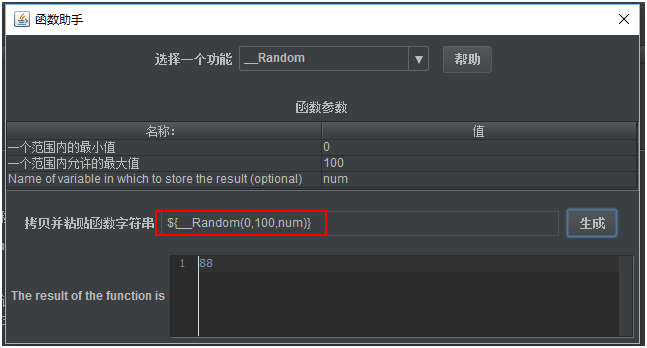 函数助手
选择一个功能 __Random 帮助
函数参数
名称: 值
一个范围内的最小值 0
一个范围内允许的最大值 100
Name of variable in which to store the result (optional) num
拷贝并粘贴函数字符串 ${__Random(0,100,num)} 生成
1 88
The result of the function is